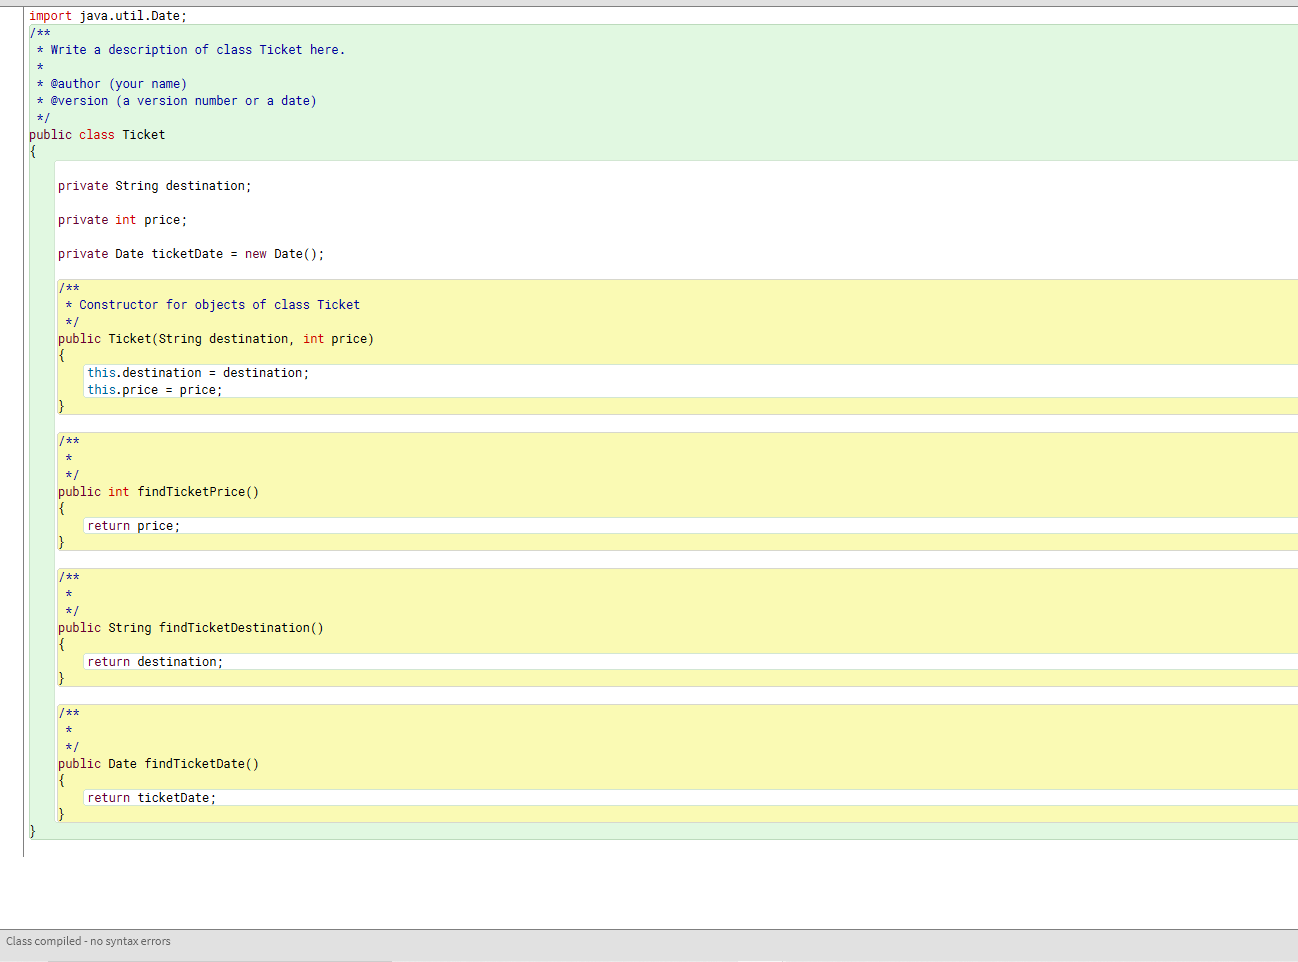 import java.util.Date;
/**
 * Write a description of class Ticket here.
 *
 * @author (your name)
 * @version (a version number or a date)
 */
public class Ticket
{
    private String destination;
    private int price;
    private Date ticketDate = new Date();
    /**
     * Constructor for objects of class Ticket
     */
    public Ticket(String destination, int price)
    {
        this.destination = destination;
        this.price = price;
    }
    /**
     *
     */
    public int findTicketPrice()
    {
        return price;
    }
    /**
     *
     */
    public String findTicketDestination()
    {
        return destination;
    }
    /**
     *
     */
    public Date findTicketDate()
    {
        return ticketDate;
    }
}
Class compiled - no syntax errors